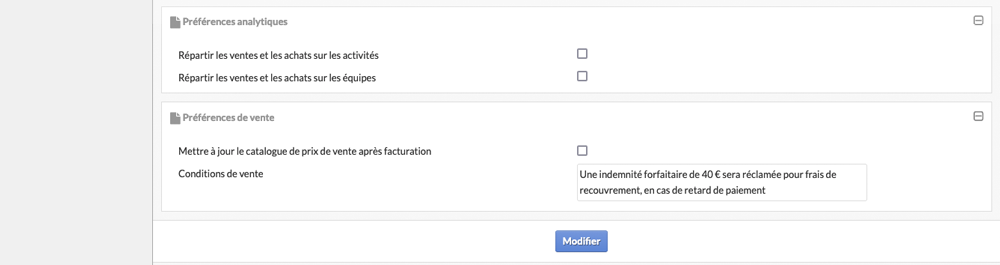 Préférences analytiques
Répartir les ventes et les achats sur les activités
Répartir les ventes et les achats sur les équipes
Préférences de vente
Mettre à jour le catalogue de prix de vente après facturation
Conditions de vente
Une indemnité forfaitaire de 40 € sera réclamée pour frais de
recouvrement, en cas de retard de paiement
Modifier